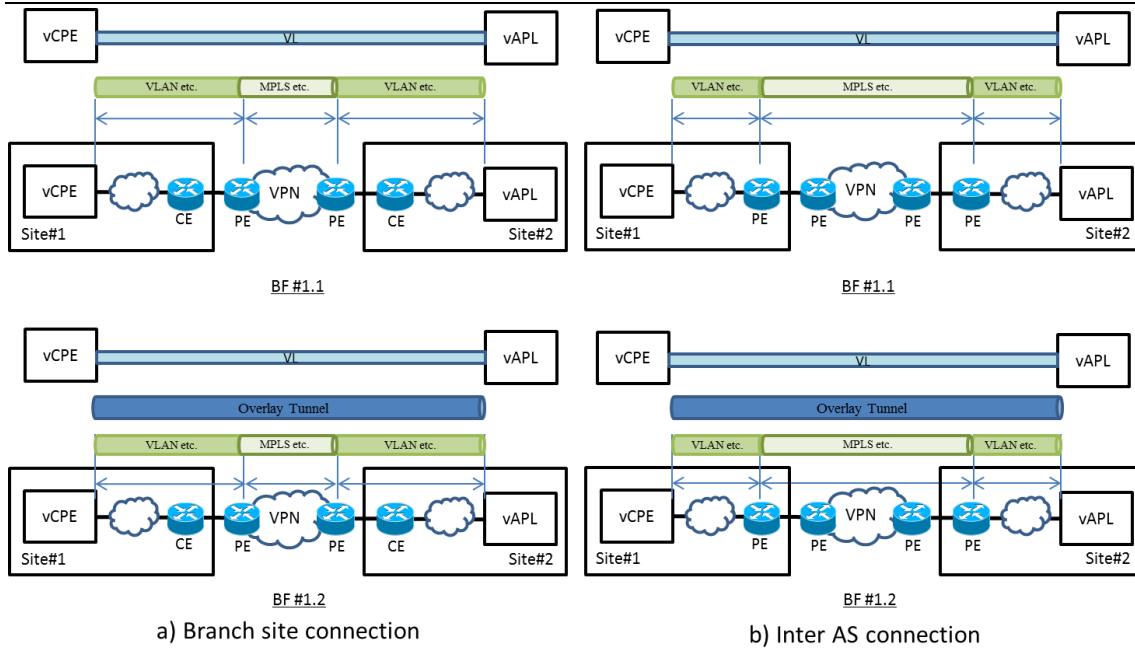 vCPE
VL
vAPL
VLAN etc.
MPLS etc.
VLAN etc.
vCPE
CE
PE
VPN
PE
CE
vAPL
Site#1
Site#2
BF #1.1
vCPE
VL
vAPL
VLAN etc.
MPLS etc.
VLAN etc.
vCPE
PE
PE
VPN
PE
PE
vAPL
Site#1
Site#2
BF #1.1
vCPE
VL
vAPL
Overlay Tunnel
VLAN etc.
MPLS etc.
VLAN etc.
vCPE
CE
PE
VPN
PE
CE
vAPL
Site#1
Site#2
BF #1.2
a) Branch site connection
vCPE
VL
vAPL
Overlay Tunnel
VLAN etc.
MPLS etc.
VLAN etc.
vCPE
PE
PE
VPN
PE
PE
vAPL
Site#1
Site#2
BF #1.2
b) Inter AS connection